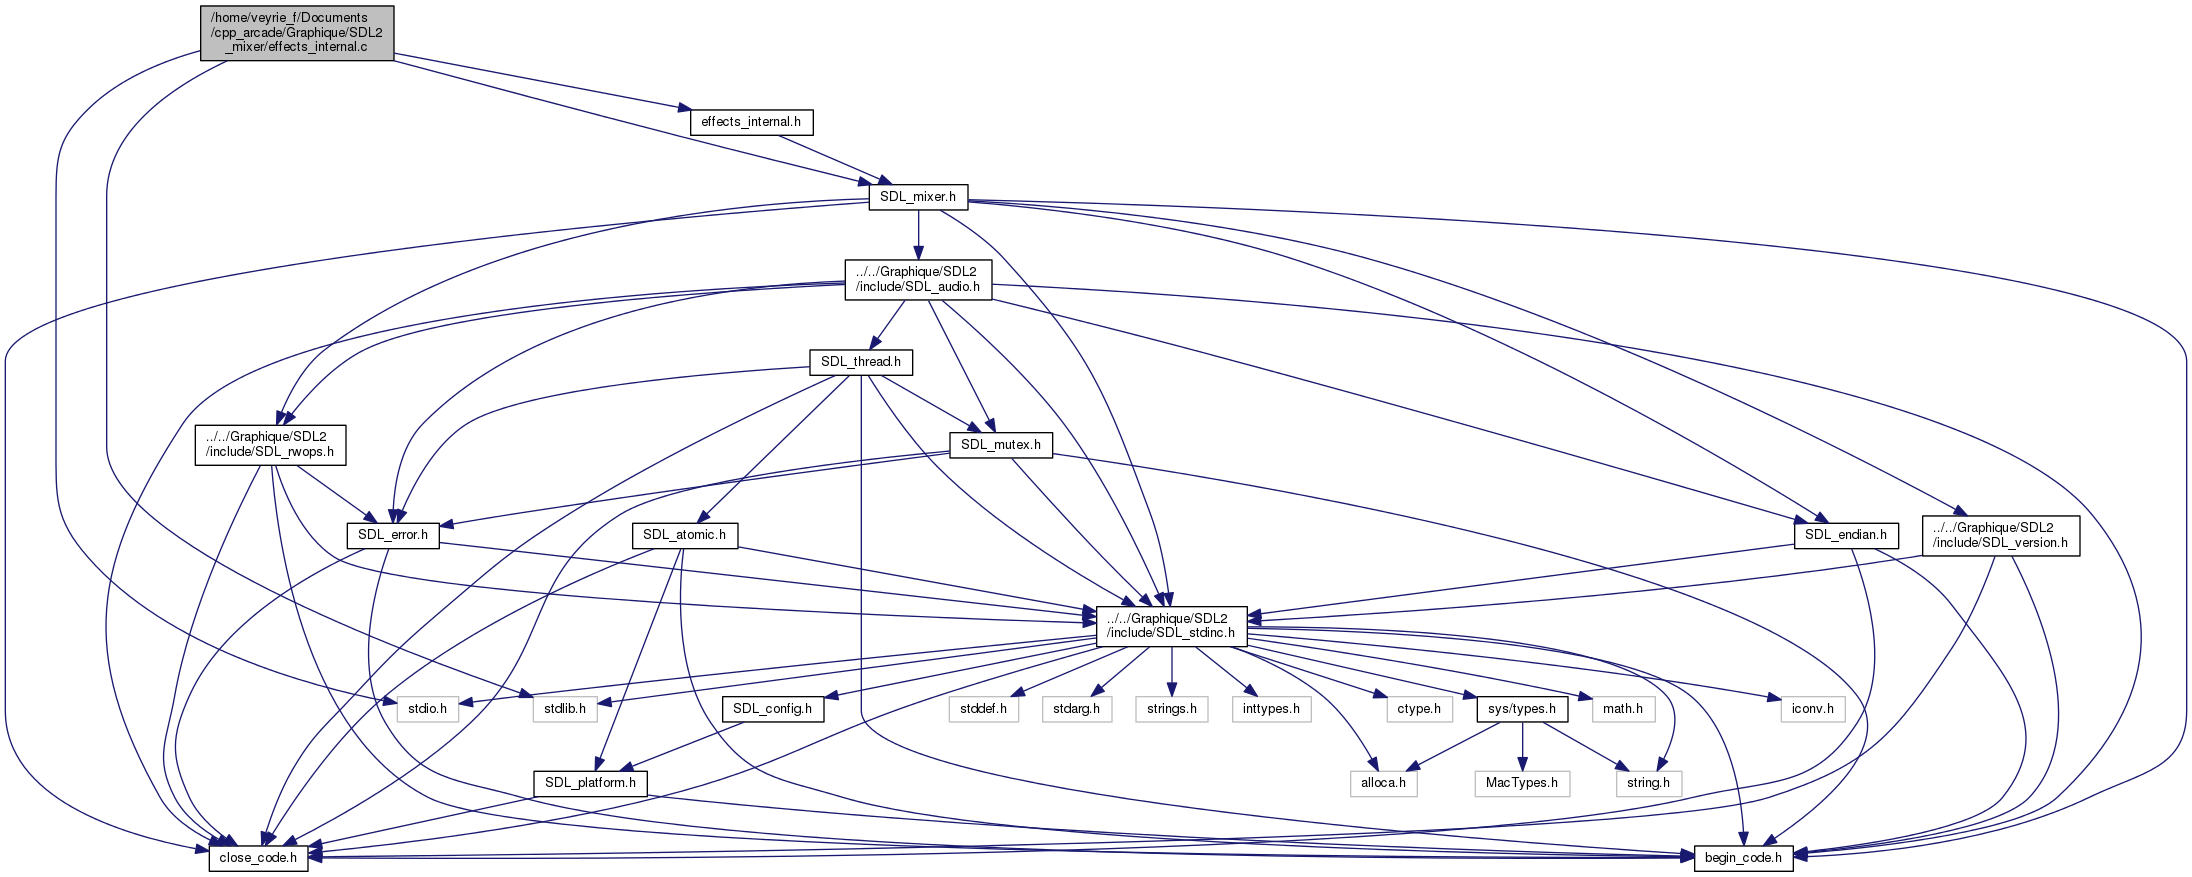 /home/veyrie_f/Documents
/cpp_arcade/Graphique/SDL2
_mixer/effects_internal.c
effects_internal.h
SDL_mixer.h
../../Graphique/SDL2
/include/SDL_audio.h
SDL_thread.h
../../Graphique/SDL2
/include/SDL_rwops.h
SDL_mutex.h
SDL_error.h
SDL_atomic.h
SDL_endian.h
../../Graphique/SDL2
/include/SDL_version.h
../../Graphique/SDL2
/include/SDL_stdinc.h
stdio.h
stdlib.h
SDL_config.h
stddef.h
stdarg.h
strings.h
inttypes.h
ctype.h
sys/types.h
math.h
iconv.h
SDL_platform.h
alloca.h
MacTypes.h
string.h
close_code.h
begin_code.h